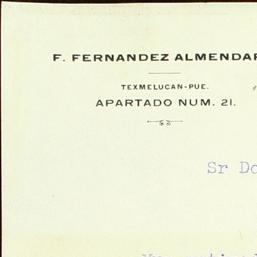 F. FERNANDEZ ALMENDAR
TEXMELUCAN-PUE.
APARTADO NUM. 21.
Sr Do